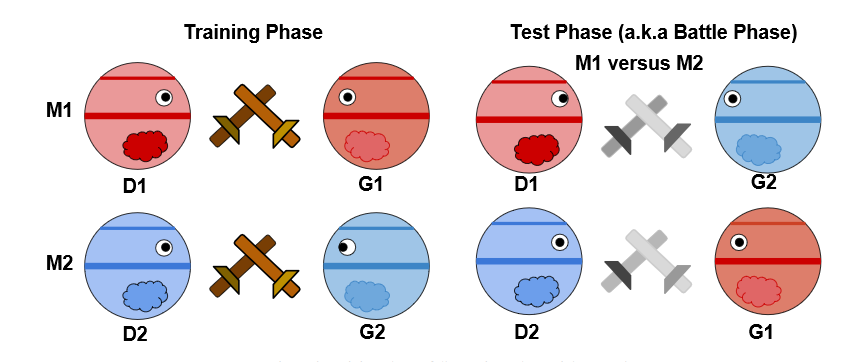 Training Phase
Test Phase (a.k.a Battle Phase)
M1 versus M2
M1
D1
G1
D1
G2
M2
D2
G2
D2
G1